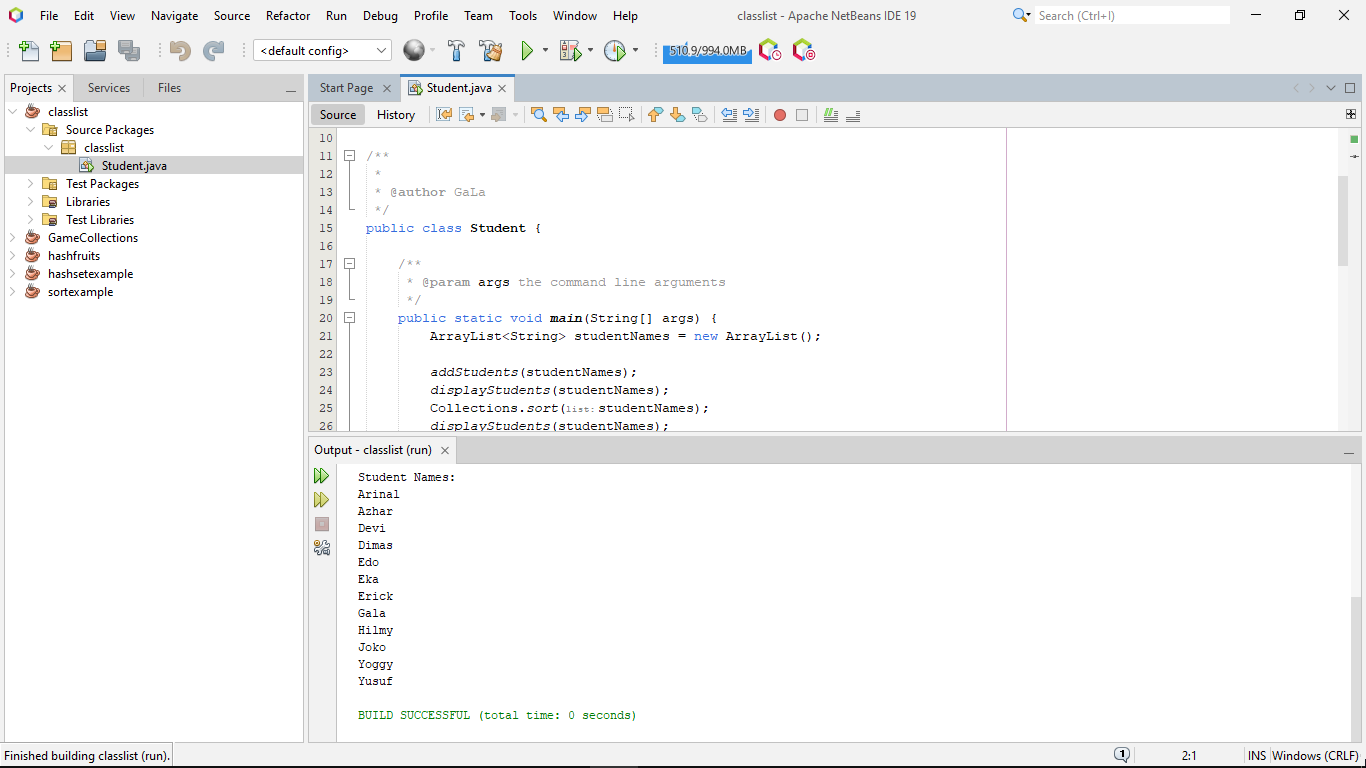 File Edit View Navigate Source Refactor Run Debug Profile Team Tools Window Help
classlist - Apache NetBeans IDE 19
Search (Ctrl+I)
<default config>
510.9/994.0MB
Projects Services Files
classlist
Source Packages
classlist
Student.java
Test Packages
Libraries
Test Libraries
GameCollections
hashfruits
hashsetexample
sortexample
Start Page Student.java
Source History
10
11 /**
12 *
13 * @author GaLa
14 */
15 public class Student {
16
17 /**
18 * @param args the command line arguments
19 */
20 public static void main(String[] args) {
21 ArrayList<String> studentNames = new ArrayList();
22
23 addStudents(studentNames);
24 displayStudents(studentNames);
25 Collections.sort(list: studentNames);
26 displayStudents(studentNames);
Output - classlist (run)
Student Names:
Arinal
Azhar
Devi
Dimas
Edo
Eka
Erick
Gala
Hilmy
Joko
Yoggy
Yusuf
BUILD SUCCESSFUL (total time: 0 seconds)
Finished building classlist (run).
1
2:1
INS Windows (CRLF)